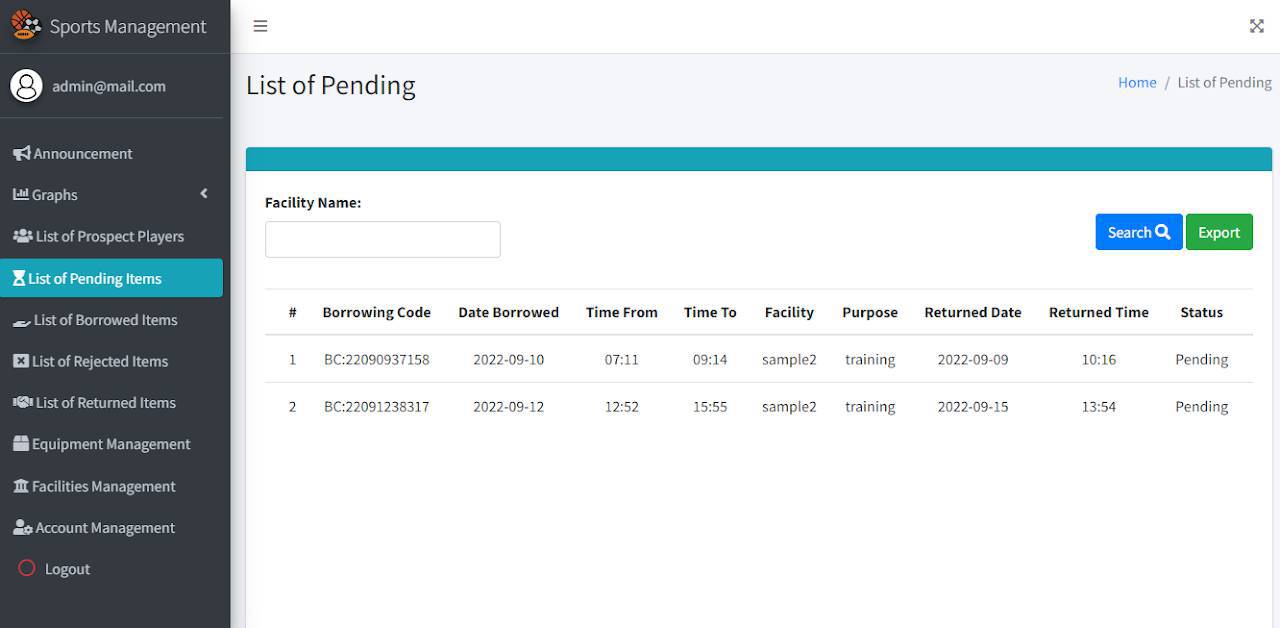 Sports Management
admin@mail.com
Announcement
Graphs
List of Prospect Players
List of Pending Items
List of Borrowed Items
List of Rejected Items
List of Returned Items
Equipment Management
Facilities Management
Account Management
Logout
List of Pending
Home / List of Pending
Facility Name:
Search Export
# Borrowing Code Date Borrowed Time From Time To Facility Purpose Returned Date Returned Time Status
1 BC:22090937158 2022-09-10 07:11 09:14 sample2 training 2022-09-09 10:16 Pending
2 BC:22091238317 2022-09-12 12:52 15:55 sample2 training 2022-09-15 13:54 Pending